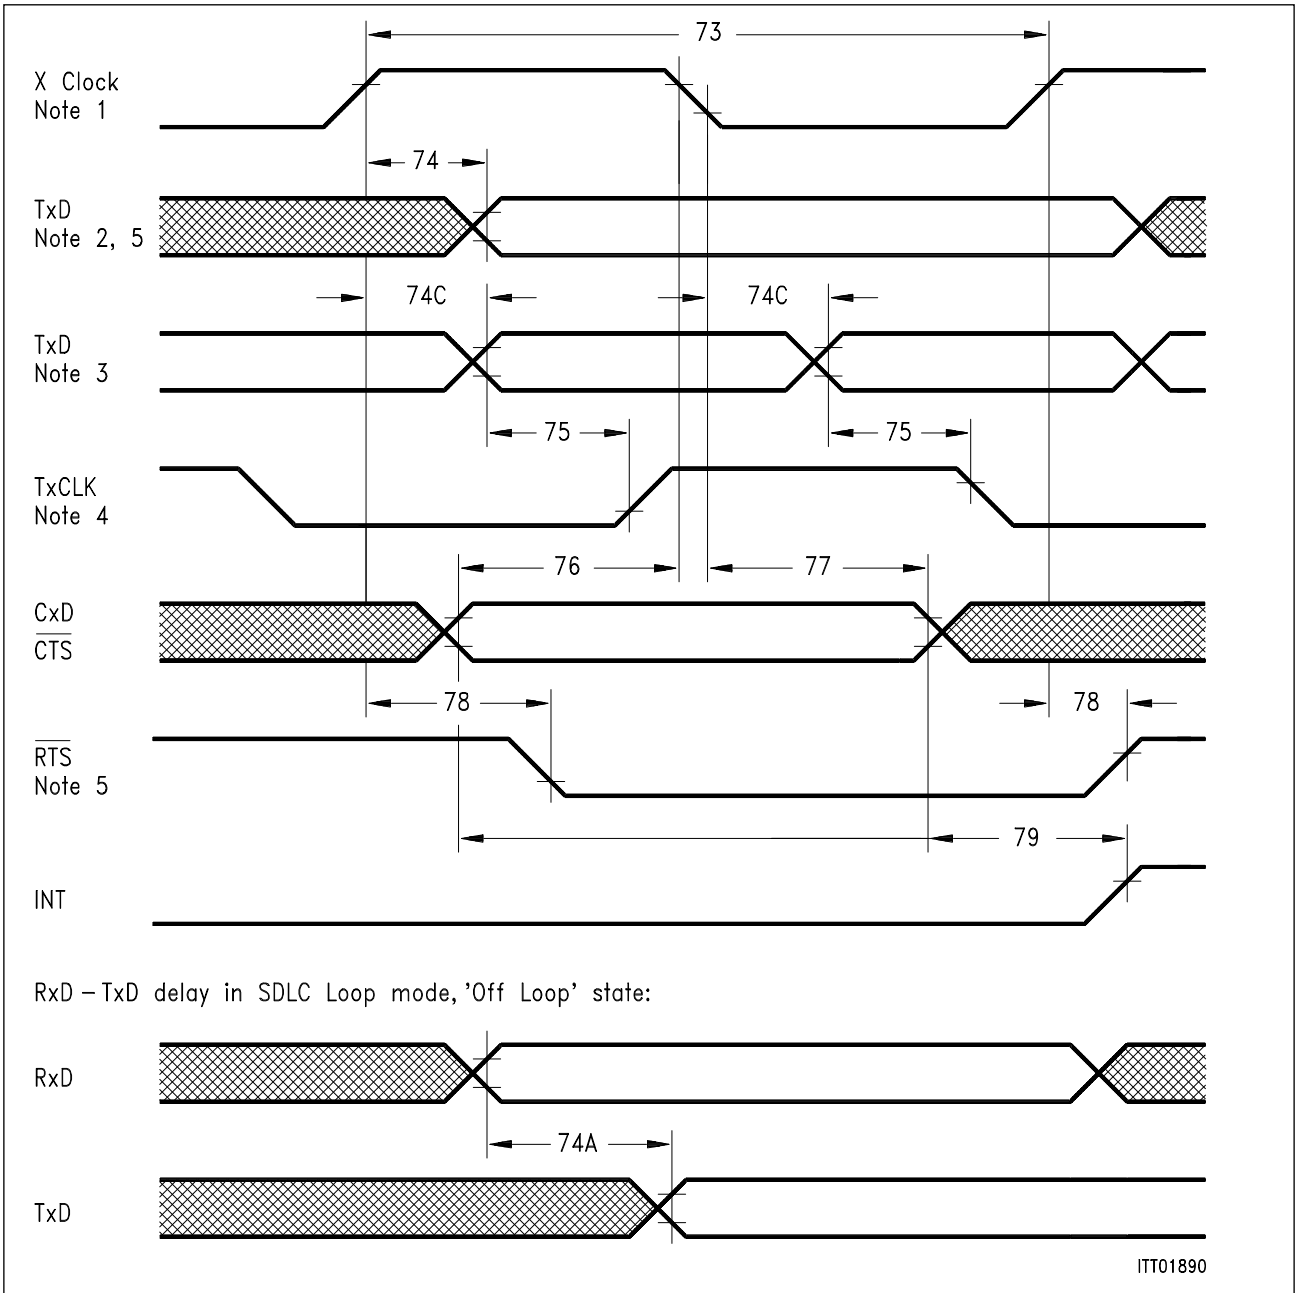 73
X Clock
Note 1
74
TxD
Note 2, 5
74C 74C
TxD
Note 3
75 75
TxCLK
Note 4
76 77
CxD
CTS
78 78
RTS
Note 5
79
INT
RxD – TxD delay in SDLC Loop mode, 'Off Loop' state:
RxD
74A
TxD
ITT01890